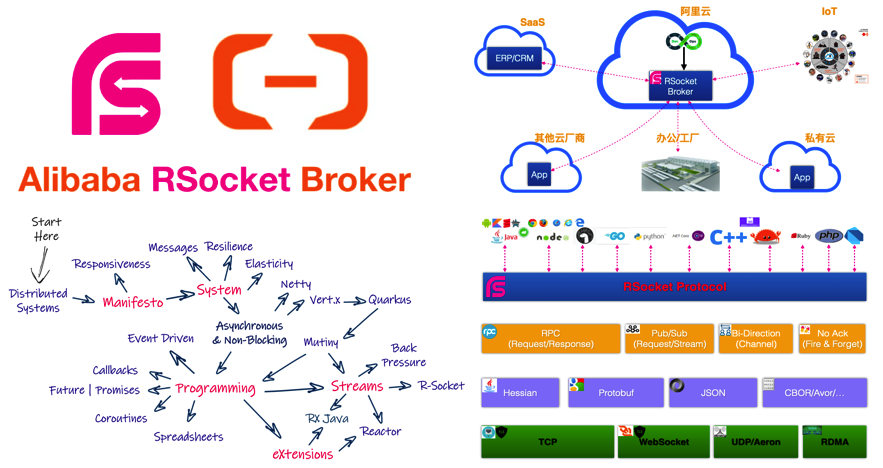 Alibaba RSocket Broker
SaaS
阿里云
IoT
ERP/CRM
RSocket
Broker
其他云厂商
办公/工厂
私有云
App
App
Start
Here
Messages
Resilience
Responsiveness
System
Elasticity
Distributed
Systems
Manifesto
Netty
Vert.x
Quarkus
Asynchronous
& Non-Blocking
Event Driven
Mutiny
Back
Pressure
Callbacks
Future | Promises
Programming
Streams
R-Socket
Coroutines
RX Java
Spreadsheets
eXtensions
Reactor
Java
node
GO
python
.NET Core
C++
Ruby
php
RSocket Protocol
RPC
(Request/Response)
Pub/Sub
(Request/Stream)
Bi-Direction
(Channel)
No Ack
(Fire & Forget)
rpc
Hessian
Protobuf
JSON
CBOR/Avor/...
TCP
WebSocket
UDP/Aeron
RDMA